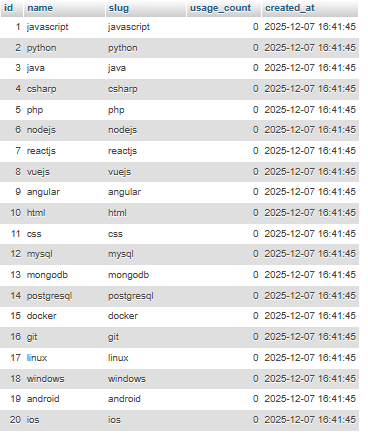 id name slug usage_count created_at
1 javascript javascript 0 2025-12-07 16:41:45
2 python python 0 2025-12-07 16:41:45
3 java java 0 2025-12-07 16:41:45
4 csharp csharp 0 2025-12-07 16:41:45
5 php php 0 2025-12-07 16:41:45
6 nodejs nodejs 0 2025-12-07 16:41:45
7 reactjs reactjs 0 2025-12-07 16:41:45
8 vuejs vuejs 0 2025-12-07 16:41:45
9 angular angular 0 2025-12-07 16:41:45
10 html html 0 2025-12-07 16:41:45
11 css css 0 2025-12-07 16:41:45
12 mysql mysql 0 2025-12-07 16:41:45
13 mongodb mongodb 0 2025-12-07 16:41:45
14 postgresql postgresql 0 2025-12-07 16:41:45
15 docker docker 0 2025-12-07 16:41:45
16 git git 0 2025-12-07 16:41:45
17 linux linux 0 2025-12-07 16:41:45
18 windows windows 0 2025-12-07 16:41:45
19 android android 0 2025-12-07 16:41:45
20 ios ios 0 2025-12-07 16:41:45